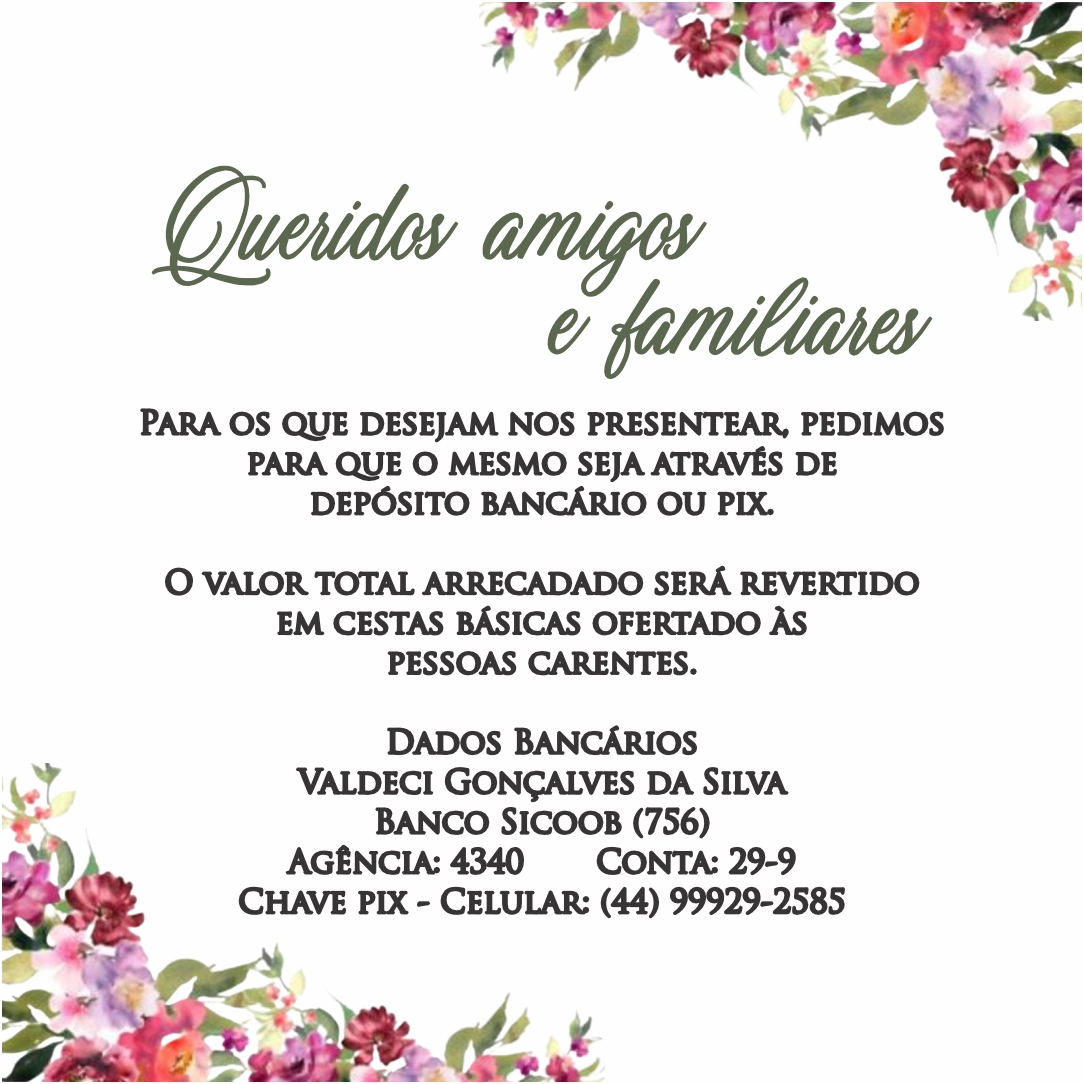 Queridos amigos
e familiares
Para os que desejam nos presentear, pedimos
para que o mesmo seja através de
depósito bancário ou pix.
O valor total arrecadado será revertido
em cestas básicas ofertado às
pessoas carentes.
Dados Bancários
Valdeci Gonçalves da Silva
Banco Sicoob (756)
Agência: 4340 Conta: 29-9
Chave pix - Celular: (44) 99929-2585